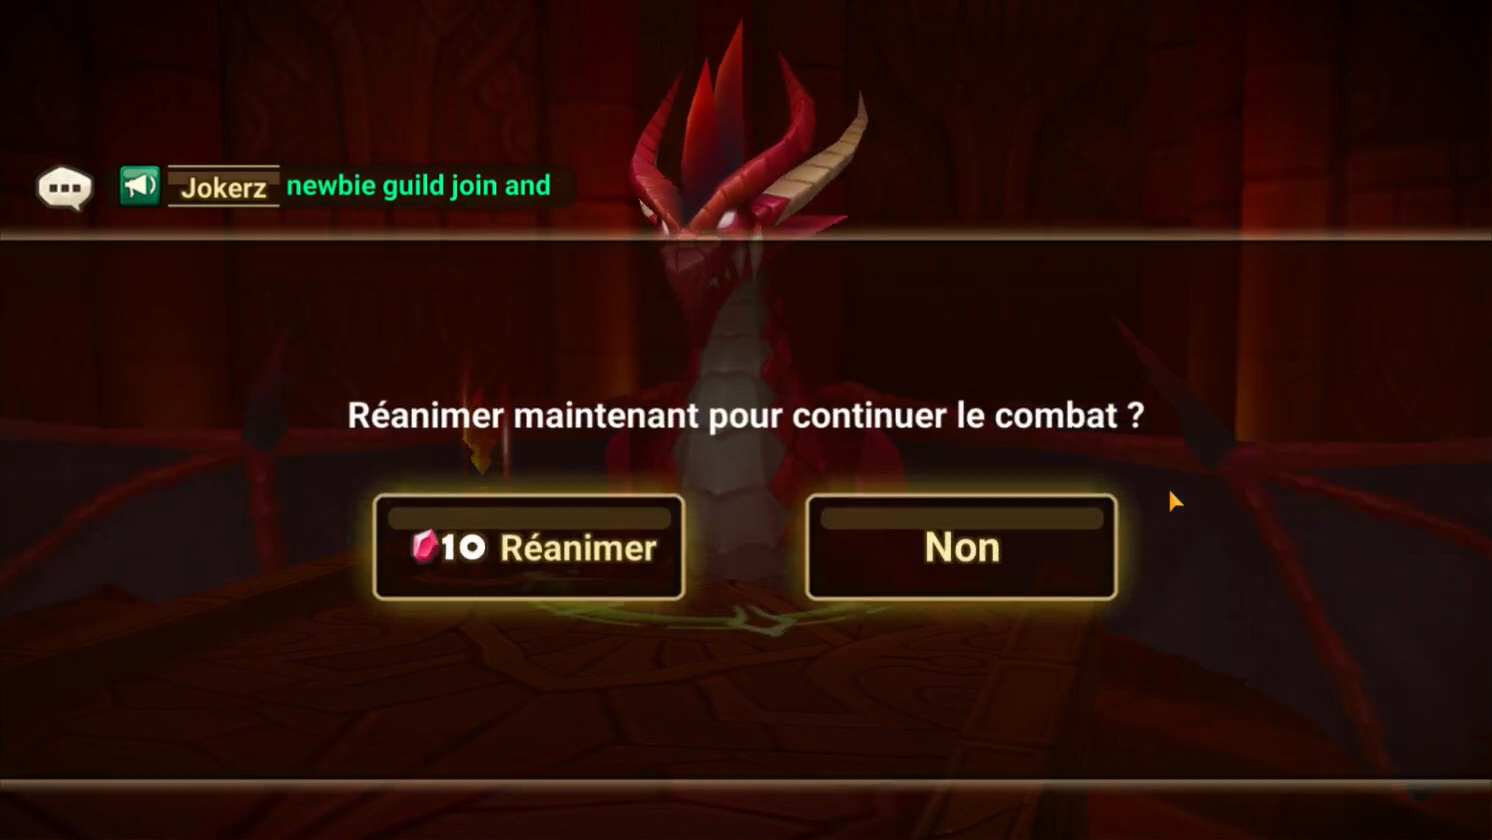 Jokerz newbie guild join and
Réanimer maintenant pour continuer le combat ?
10 Réanimer
Non